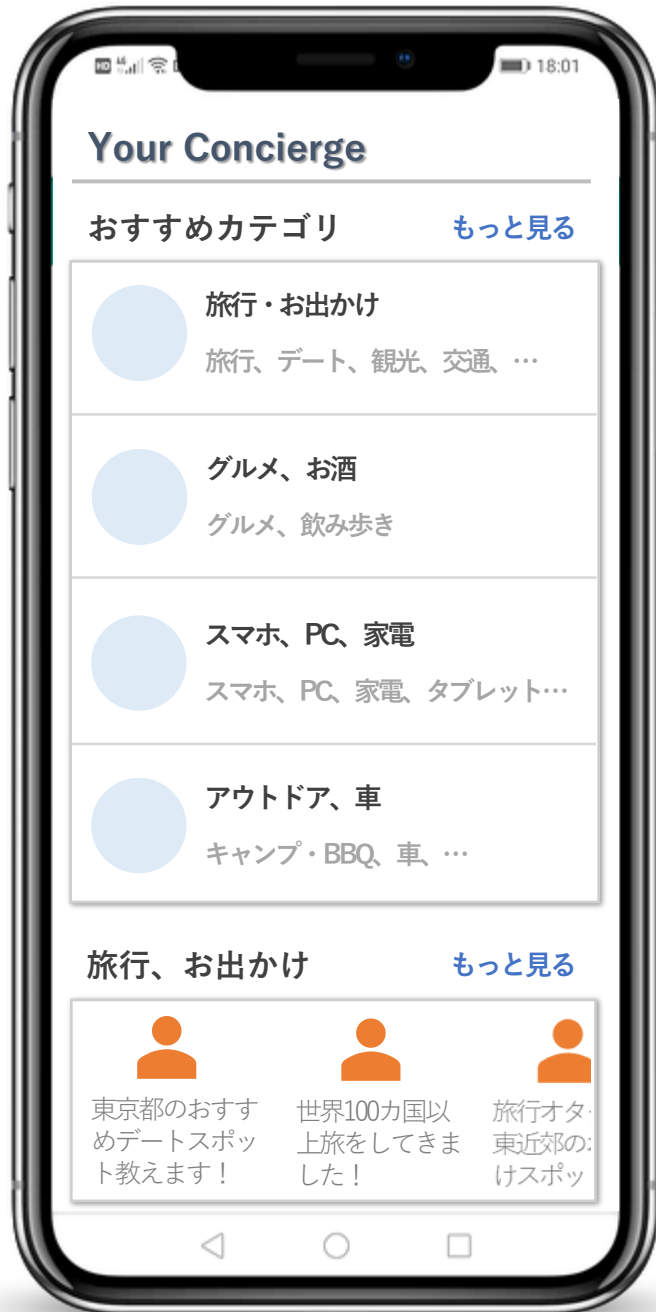 HD 46 18:01
Your Concierge
おすすめカテゴリ もっと見る
旅行・お出かけ
旅行、デート、観光、交通、…
グルメ、お酒
グルメ、飲み歩き
スマホ、PC、家電
スマホ、PC、家電、タブレット…
アウトドア、車
キャンプ・BBQ、車、…
旅行、お出かけ もっと見る
東京都のおすす
めデートスポッ
ト教えます！
世界100カ国以
上旅をしてきま
した！
旅行オタ
東近郊の
けスポッ